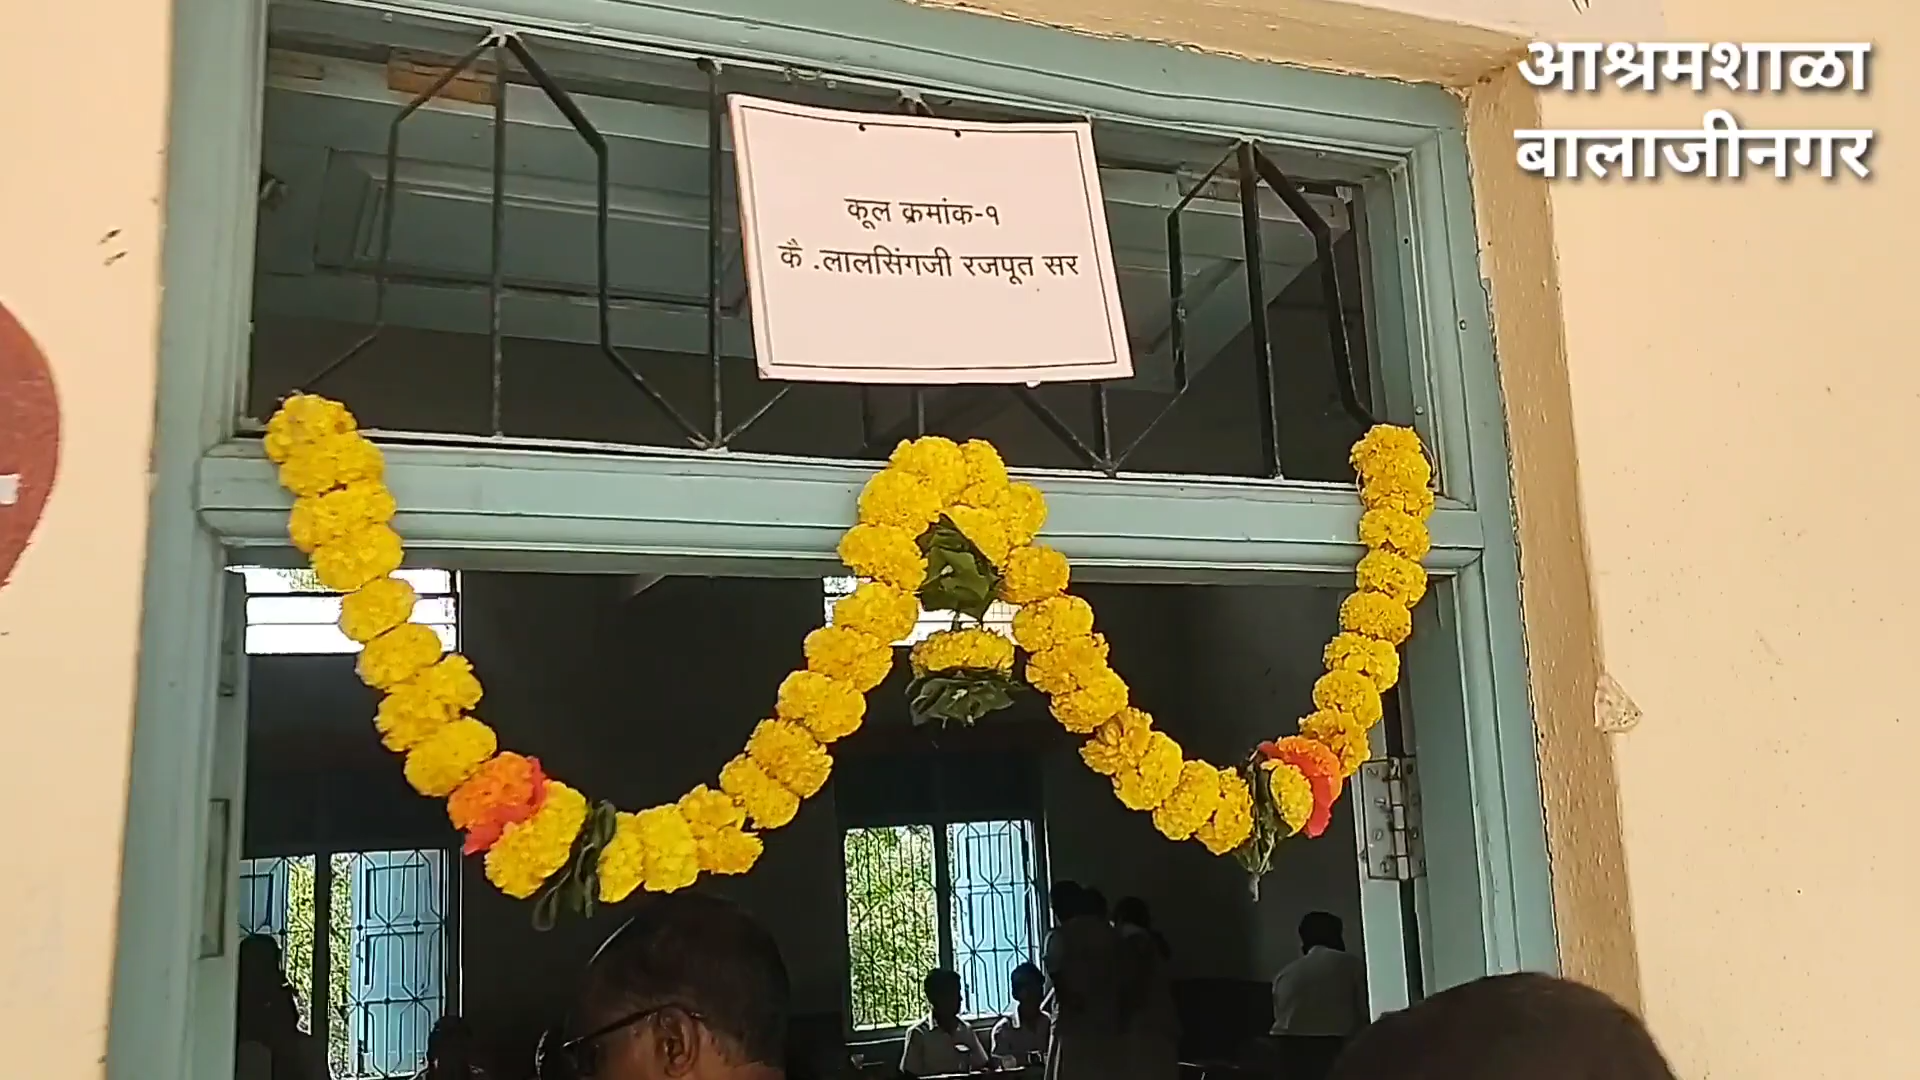 आश्रमशाळा
बालाजीनगर
कूल क्रमांक-१
कै .लालसिंगजी रजपूत सर